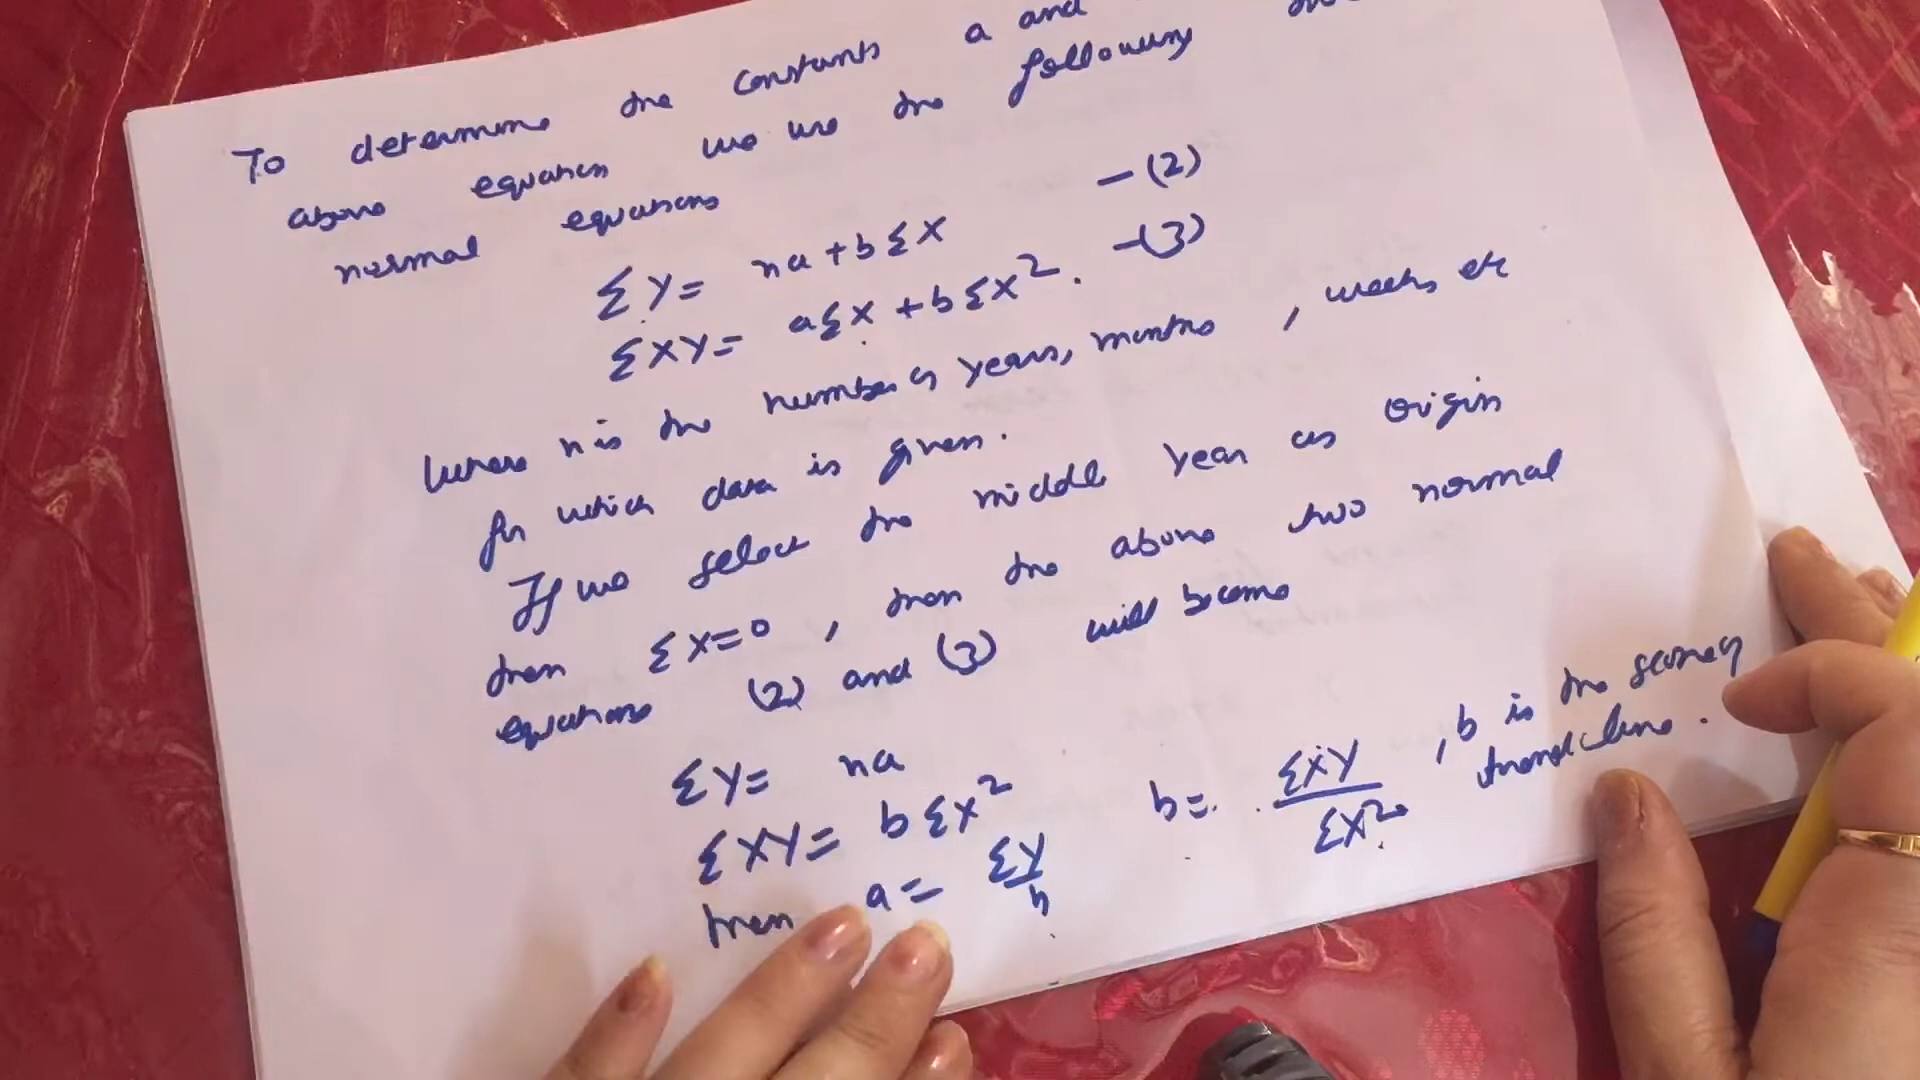 To determine the constants a and
above equation we use the following
normal equations
ΣY = na + bΣX — (2)
ΣXY = aΣX + bΣX². — (3)
Where n is the number of years, months, weeks etc
for which data is given.
If we select the middle year as origin
then ΣX=0, then the above two normal
equations (2) and (3) will become
ΣY = na
ΣXY = bΣX²
then a = ΣY/n b = ΣXY/ΣX², b is the
trend line.